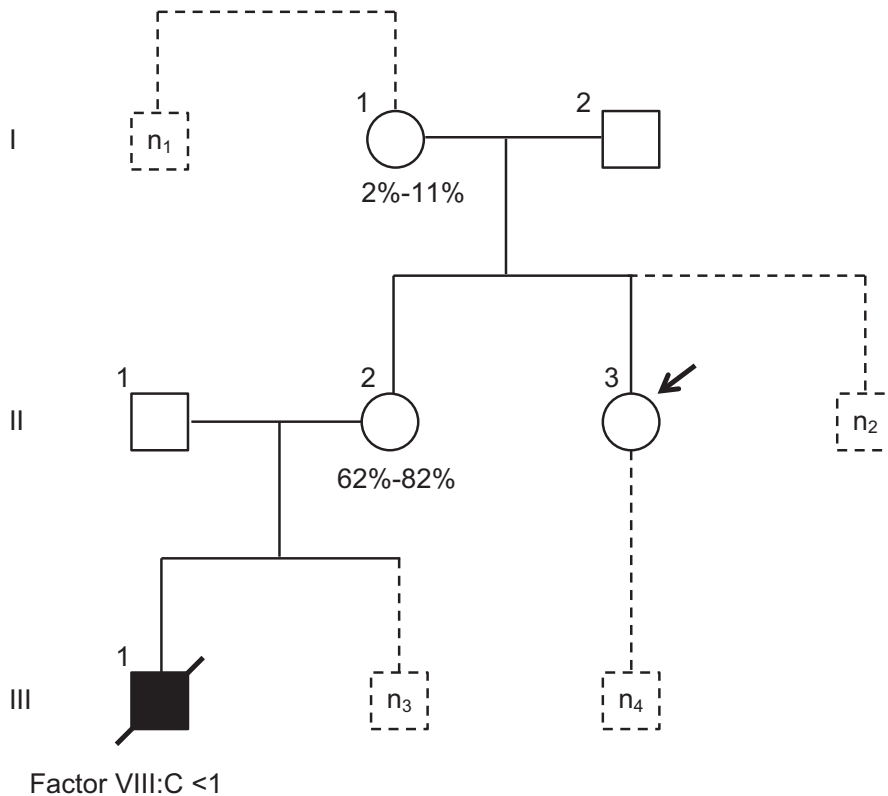 1 2
I n₁
2%-11%
1 2 3
II n₂
62%-82%
1
III n₃ n₄
Factor VIII:C <1